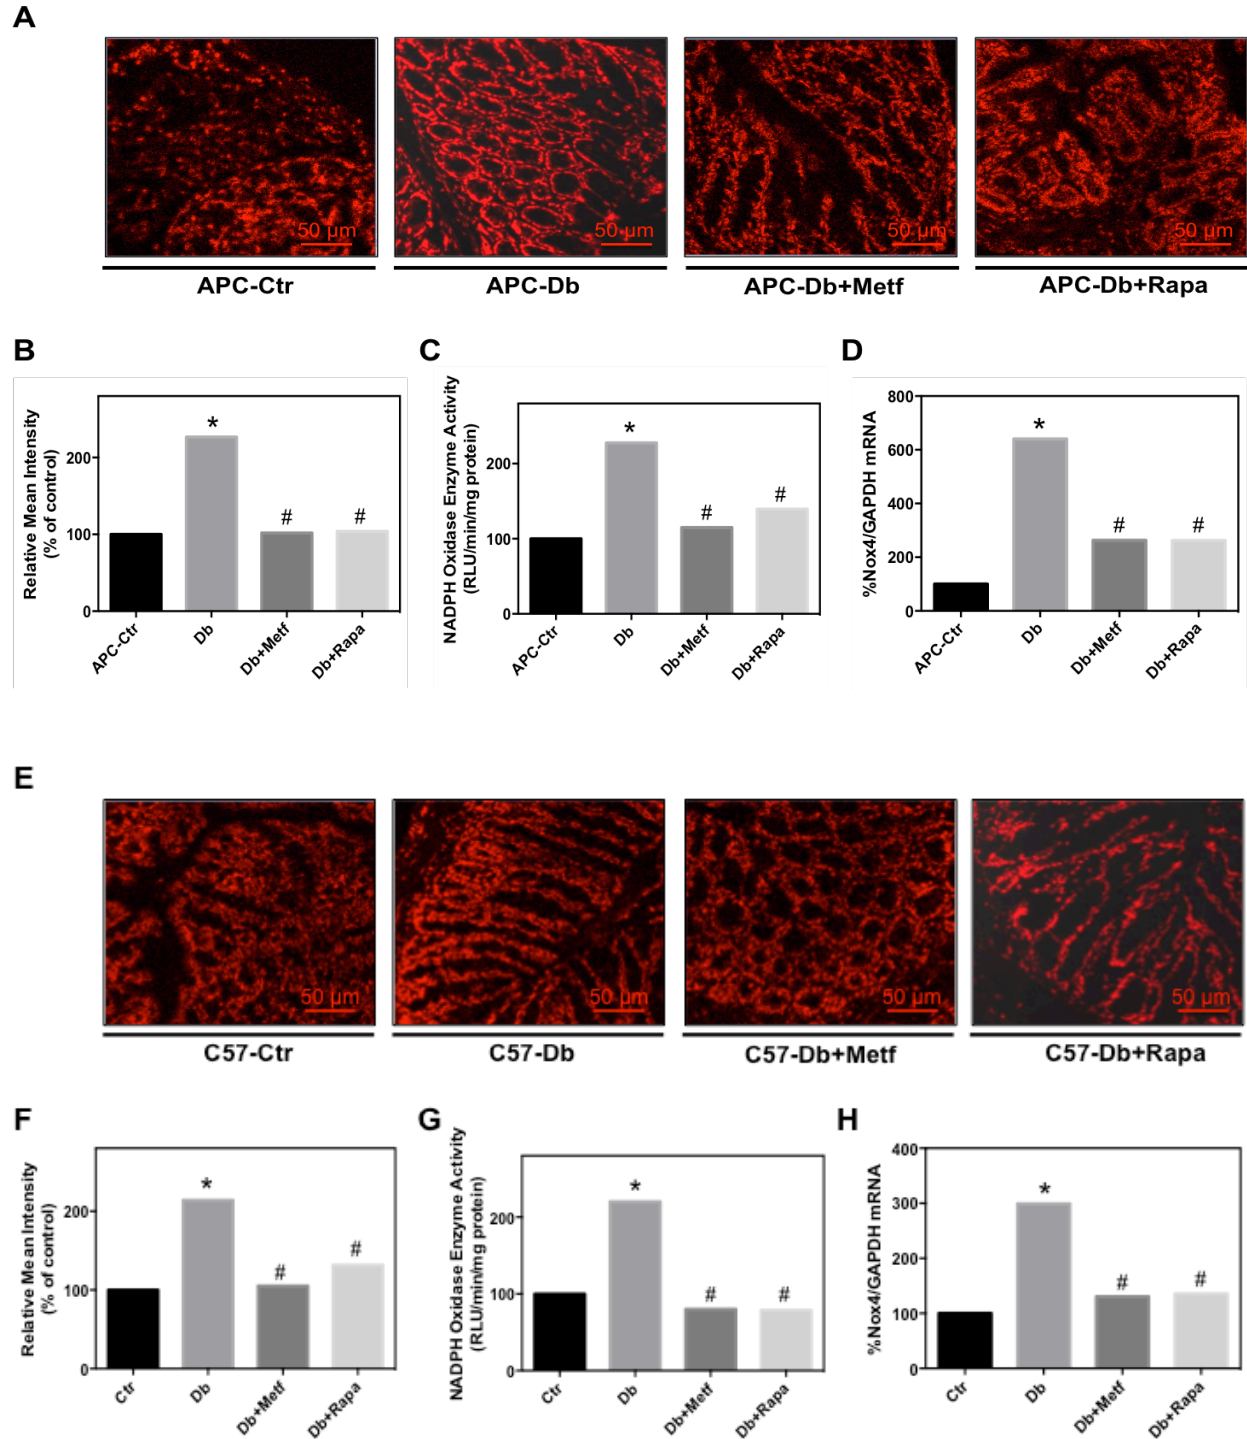 A
50 µm
50 µm
50 µm
50 µm
APC-Ctr
APC-Db
APC-Db+Metf
APC-Db+Rapa
B
Relative Mean Intensity
(% of control)
200
100
0
*
#
#
APC-Ctr
Db
Db+Metf
Db+Rapa
C
NADPH Oxidase Enzyme Activity
(RLU/min/mg protein)
200
100
0
*
#
#
APC-Ctr
Db
Db+Metf
Db+Rapa
D
%Nox4/GAPDH mRNA
800
600
400
200
0
*
#
#
APC-Ctr
Db
Db+Metf
Db+Rapa
E
50 µm
50 µm
50 µm
50 µm
C57-Ctr
C57-Db
C57-Db+Metf
C57-Db+Rapa
F
Relative Mean Intensity
(% of control)
200
100
0
*
#
#
Ctr
Db
Db+Metf
Db+Rapa
G
NADPH Oxidase Enzyme Activity
(RLU/min/mg protein)
200
100
0
*
#
#
Ctr
Db
Db+Metf
Db+Rapa
H
%Nox4/GAPDH mRNA
400
300
200
100
0
*
#
#
Ctr
Db
Db+Metf
Db+Rapa